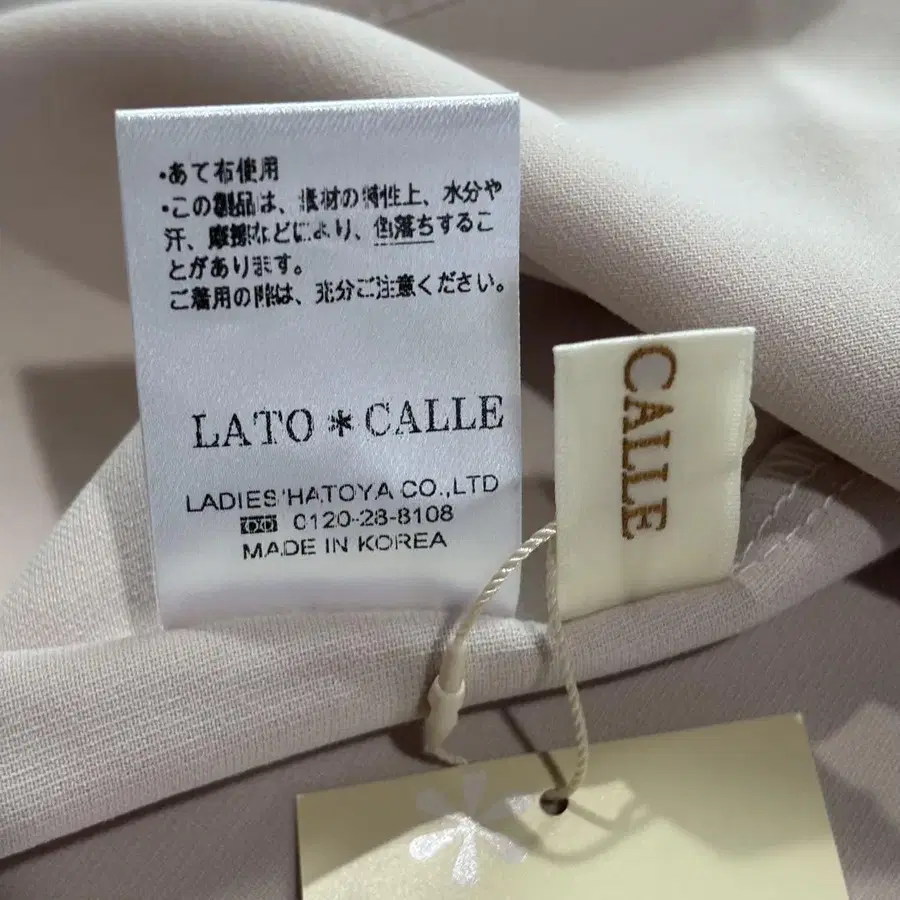 ・あて布使用
・この製品は、素材の特性上、水分や
汗、摩擦などにより、色落ちするこ
とがあります。
ご着用の際は、充分ご注意ください。
LATO＊CALLE
LADIES'HATOYA CO.,LTD
0120-28-8108
MADE IN KOREA
CALLE